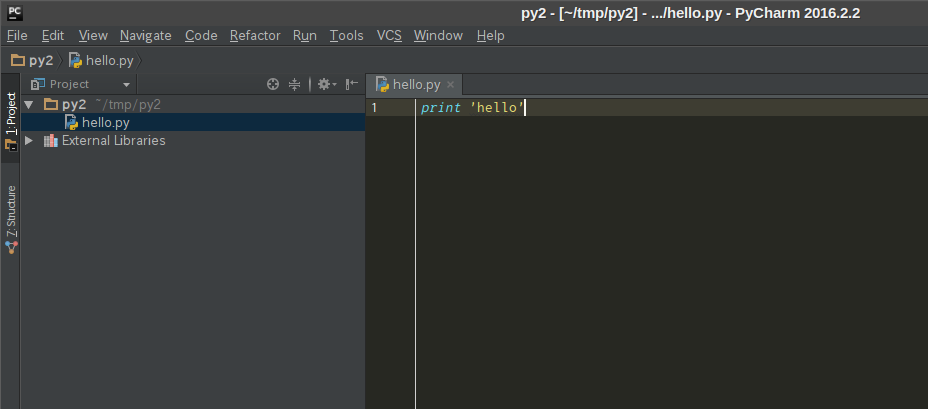 PC py2 - [~/tmp/py2] - .../hello.py - PyCharm 2016.2.2
File Edit View Navigate Code Refactor Run Tools VCS Window Help
py2 hello.py
1: Project
Project
hello.py
py2 ~/tmp/py2
hello.py
External Libraries
7: Structure
1 print 'hello'